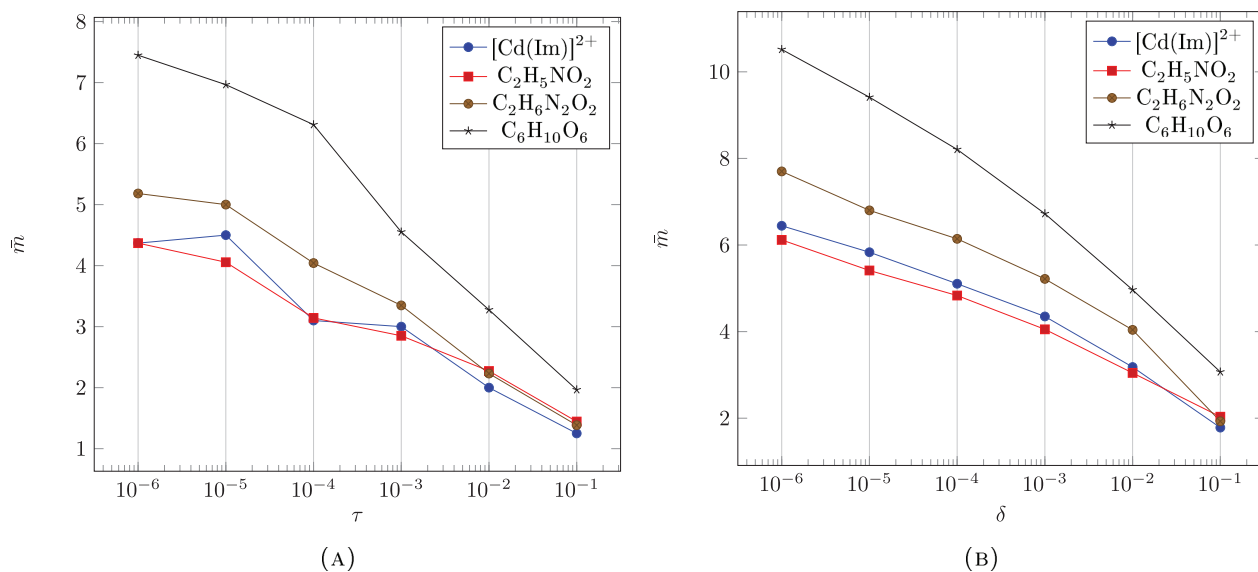 8
7
6
5
4
3
2
1
m̄
[Cd(Im)]²⁺
C₂H₅NO₂
C₂H₆N₂O₂
C₆H₁₀O₆
10⁻⁶ 10⁻⁵ 10⁻⁴ 10⁻³ 10⁻² 10⁻¹
τ
(A)
10
8
6
4
2
m̄
[Cd(Im)]²⁺
C₂H₅NO₂
C₂H₆N₂O₂
C₆H₁₀O₆
10⁻⁶ 10⁻⁵ 10⁻⁴ 10⁻³ 10⁻² 10⁻¹
δ
(B)